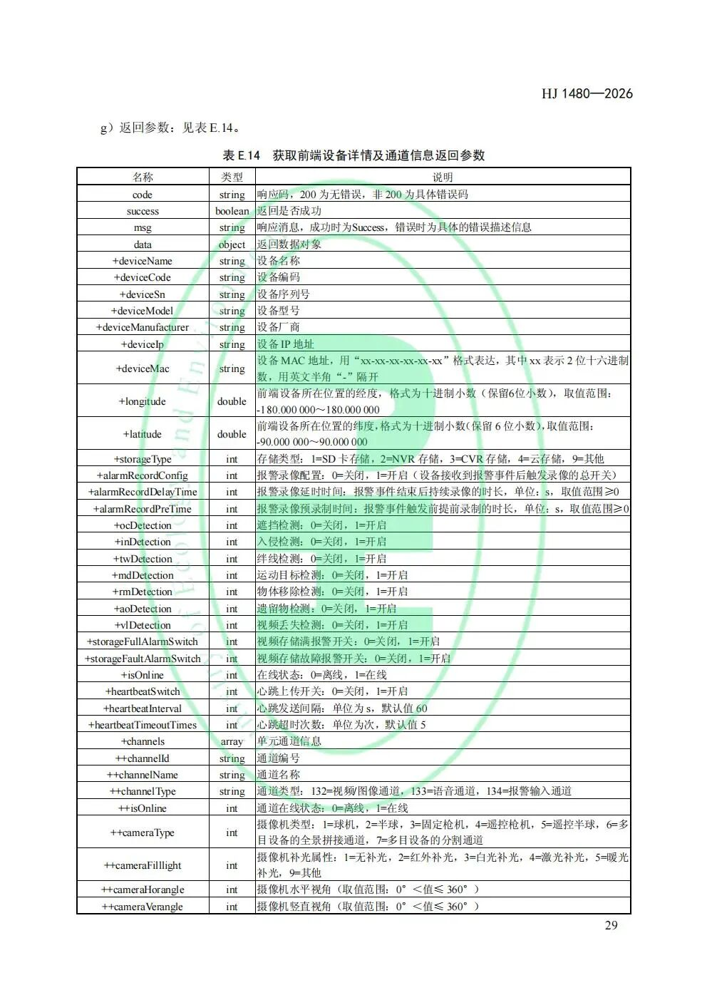 HJ 1480—2026
g）返回参数：见表 E.14。
表 E.14 获取前端设备详情及通道信息返回参数
名称 类型 说明
code string 响应码，200 为无错误，非 200 为具体错误码
success boolean 返回是否成功
msg string 响应消息，成功时为Success，错误时为具体的错误描述信息
data object 返回数据对象
+deviceName string 设备名称
+deviceCode string 设备编码
+deviceSn string 设备序列号
+deviceModel string 设备型号
+deviceManufacturer string 设备厂商
+deviceIp string 设备 IP 地址
+deviceMac string 设备 MAC 地址，用“xx-xx-xx-xx-xx-xx”格式表达，其中 xx 表示 2 位十六进制
数，用英文半角“-”隔开
+longitude double 前端设备所在位置的经度，格式为十进制小数（保留6位小数），取值范围：
-180.000 000～180.000 000
+latitude double 前端设备所在位置的纬度，格式为十进制小数（保留 6 位小数），取值范围：
-90.000 000～90.000 000
+storageType int 存储类型：1=SD 卡存储，2=NVR 存储，3=CVR 存储，4=云存储，9=其他
+alarmRecordConfig int 报警录像配置：0=关闭，1=开启（设备接收到报警事件后触发录像的总开关）
+alarmRecordDelayTime int 报警录像延时时间：报警事件结束后持续录像的时长，单位：s，取值范围≥0
+alarmRecordPreTime int 报警录像预录制时间：报警事件触发前提前录制的时长，单位：s，取值范围≥0
+ocDetection int 遮挡检测：0=关闭，1=开启
+inDetection int 入侵检测：0=关闭，1=开启
+twDetection int 绊线检测：0=关闭，1=开启
+mdDetection int 运动目标检测：0=关闭，1=开启
+rmDetection int 物体移除检测：0=关闭，1=开启
+aoDetection int 遗留物检测：0=关闭，1=开启
+vlDetection int 视频丢失检测：0=关闭，1=开启
+storageFullAlarmSwitch int 视频存储满报警开关：0=关闭，1=开启
+storageFaultAlarmSwitch int 视频存储故障报警开关：0=关闭，1=开启
+isOnline int 在线状态：0=离线，1=在线
+heartbeatSwitch int 心跳上传开关：0=关闭，1=开启
+heartbeatInterval int 心跳发送间隔：单位为 s，默认值 60
+heartbeatTimeoutTimes int 心跳超时次数：单位为次，默认值 5
+channels array 单元通道信息
++channelId string 通道编号
++channelName string 通道名称
++channelType string 通道类型：132=视频/图像通道，133=语音通道，134=报警输入通道
++isOnline int 通道在线状态：0=离线，1=在线
++cameraType int 摄像机类型：1=球机，2=半球，3=固定枪机，4=遥控枪机，5=遥控半球，6=多
目设备的全景拼接通道，7=多目设备的分割通道
++cameraFilllight int 摄像机补光属性：1=无补光，2=红外补光，3=白光补光，4=激光补光，5=暖光
补光，9=其他
++cameraHorangle int 摄像机水平视角（取值范围：0°＜值≤ 360°）
++cameraVerangle int 摄像机竖直视角（取值范围：0°＜值≤ 360°）
29
Ministry of Ecology and Environment